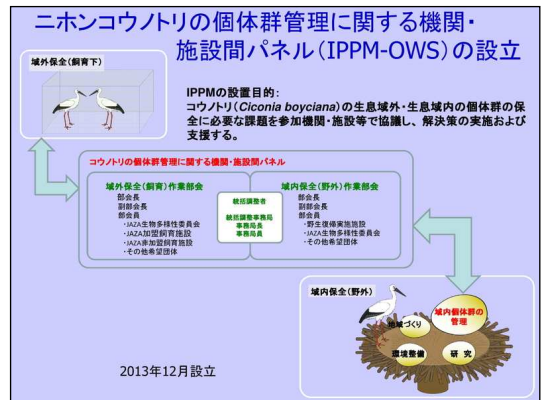 ニホンコウノトリの個体群管理に関する機関・
施設間パネル(IPPM-OWS)の設立
域外保全(飼育下)
IPPMの設置目的:
コウノトリ(Ciconia boyciana)の生息域外・生息域内の個体群の保
全に必要な課題を参加機関・施設等で協議し、解決策の実施および
支援する。
コウノトリの個体群管理に関する機関・施設間パネル
域外保全(飼育)作業部会
部会長
副部会長
部会員
・JAZA生物多様性委員会
・JAZA加盟飼育施設
・JAZA非加盟飼育施設
・その他希望団体
統括調整者
統括調整事務局
事務局長
事務局員
域内保全(野外)作業部会
部会長
副部会長
部会員
・野生復帰実施施設
・JAZA生物多様性委員会
・その他希望団体
域内保全(野外)
地域づくり
域内個体群の
管理
環境整備
研 究
2013年12月設立